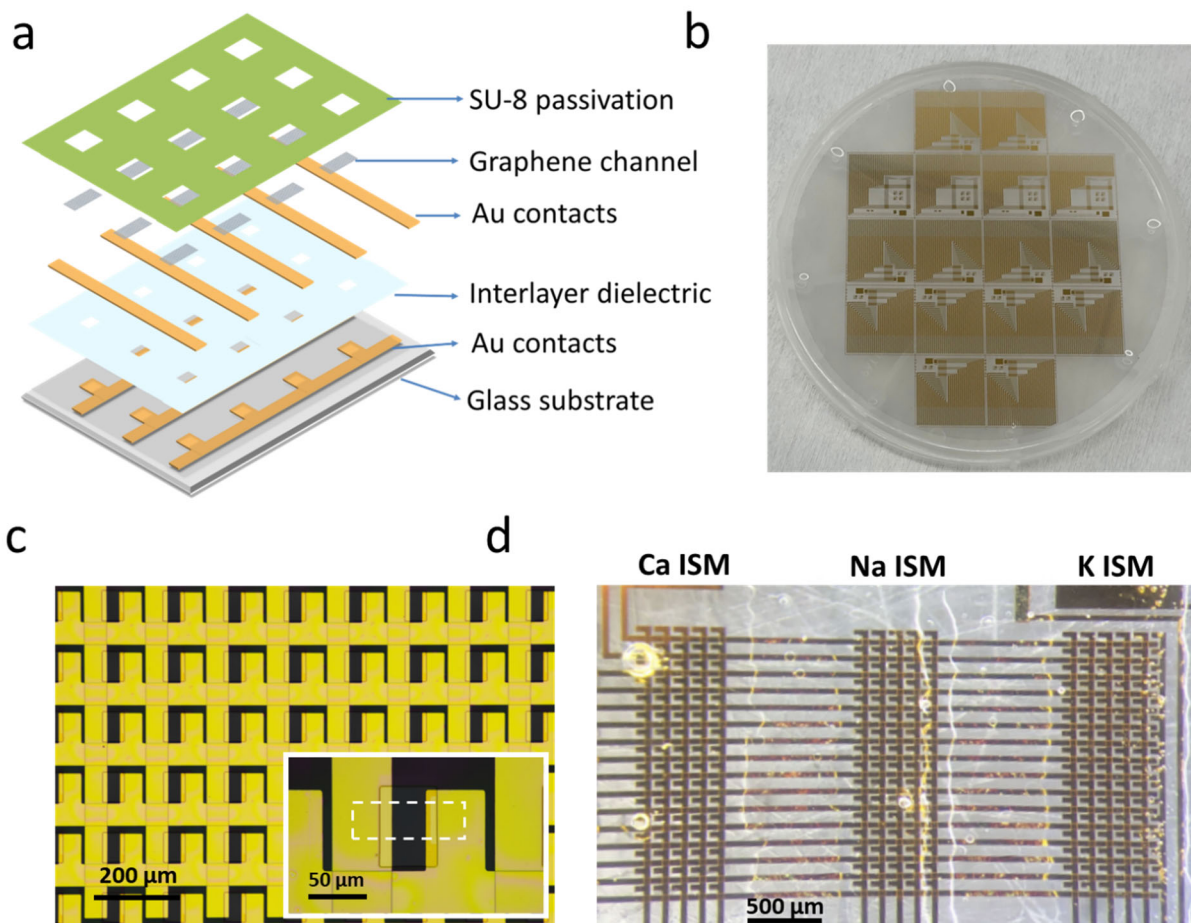 a
SU-8 passivation
Graphene channel
Au contacts
Interlayer dielectric
Au contacts
Glass substrate
b
c
200 µm
50 µm
d
Ca ISM
Na ISM
K ISM
500 µm